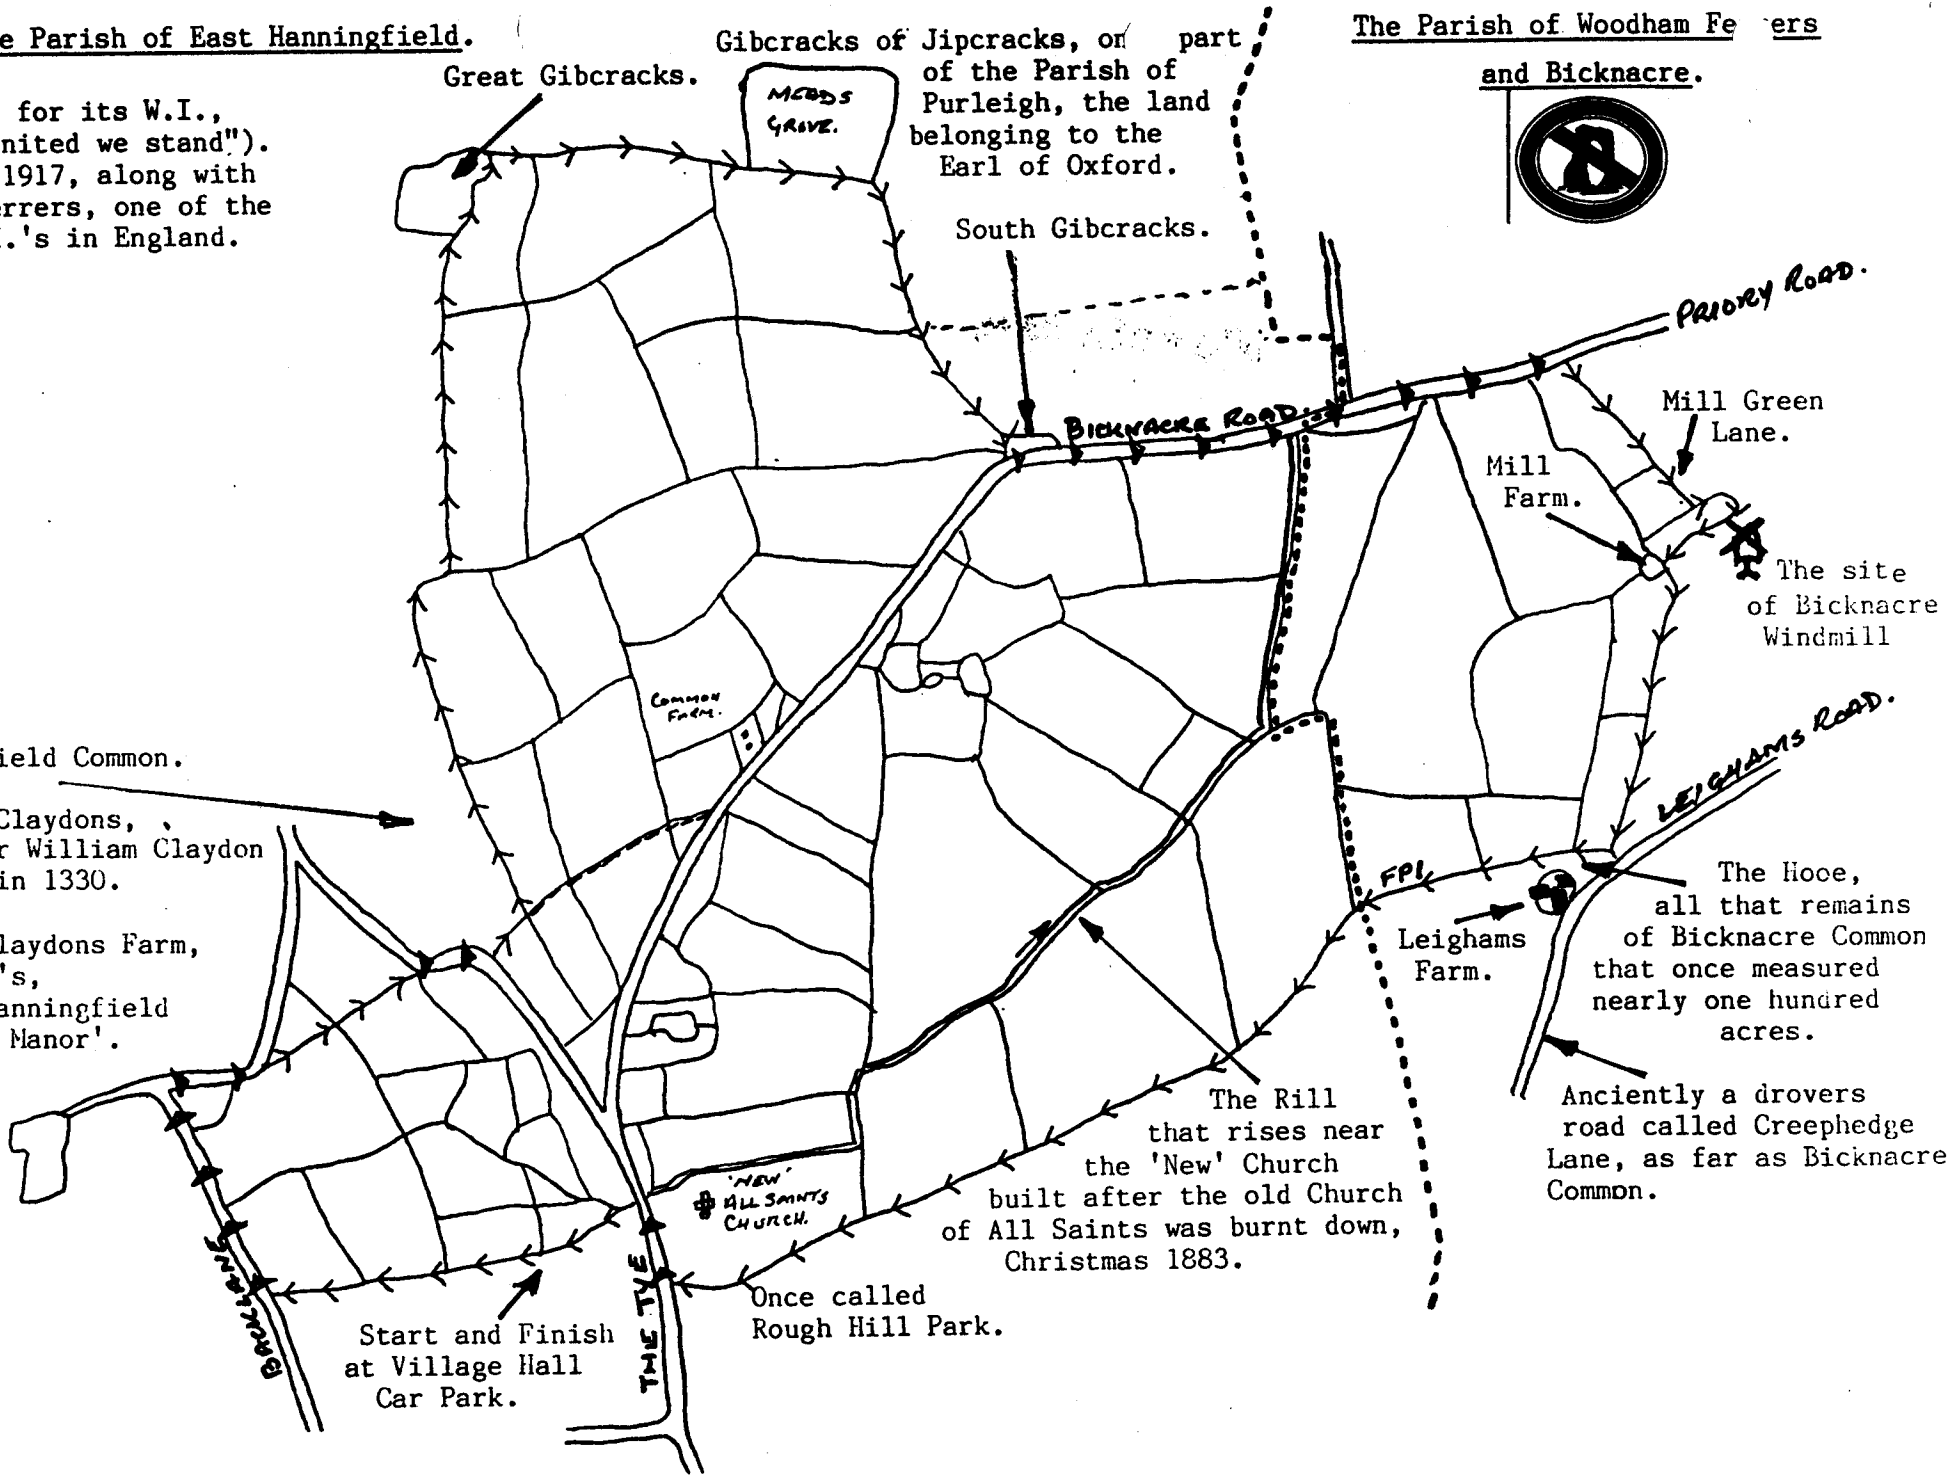 e Parish of East Hanningfield.
for its W.I.,
nited we stand").
1917, along with
errers, one of the
.'s in England.
Great Gibcracks.
MEADS
GROVE.
Gibcracks of Jipcracks, or part
of the Parish of
Purleigh, the land
belonging to the
Earl of Oxford.
South Gibcracks.
The Parish of Woodham Fe ers
and Bicknacre.
PRIORY ROAD.
BICKNACRE ROAD.
Mill Green
Lane.
Mill
Farm.
The site
of Bicknacre
Windmill
COMMON
FARM.
LEIGHAMS ROAD.
ield Common.
Claydons,
r William Claydon
in 1330.
laydons Farm,
's,
anningfield
Manor'.
FP1
Leighams
Farm.
The Hooe,
all that remains
of Bicknacre Common
that once measured
nearly one hundred
acres.
Anciently a drovers
road called Creephedge
Lane, as far as Bicknacre
Common.
The Rill
that rises near
the 'New' Church
built after the old Church
of All Saints was burnt down,
Christmas 1883.
'NEW'
ALL SAINTS
CHURCH.
Once called
Rough Hill Park.
THE TYE
BACK LANE
Start and Finish
at Village Hall
Car Park.